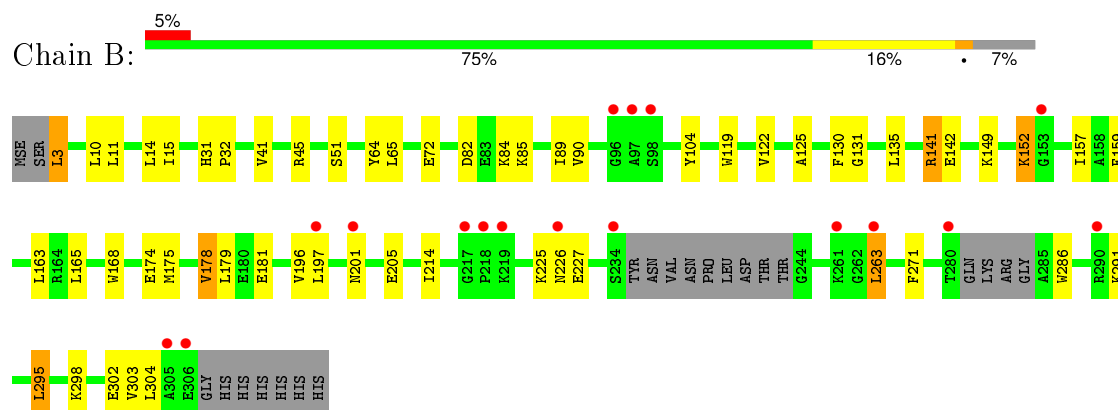 5%
Chain B:
75% 16% • 7%
MSE SER L3 L10 L11 L14 I15 H31 P32 V41 R45 S51 Y64 L65 E72 D82 E83 K84 K85 I89 V90 G96 A97 S98 Y104 W119 V122 A125 F130 G131 L135 R141 E142 K149 K152 G153 I157 A158
L163 R164 L165 W168 E174 M175 V178 L179 E180 E181 V196 L197 N201 E205 I214 G217 P218 K219 K225 N226 E227 S234 TYR ASN VAL ASN PRO LEU ASP THR THR G244 K261 G262 L263 F271 T280 GLN LYS ARG GLY A285 W286 R290
L295 K298 E302 V303 L304 A305 E306 GLY HIS HIS HIS HIS HIS HIS